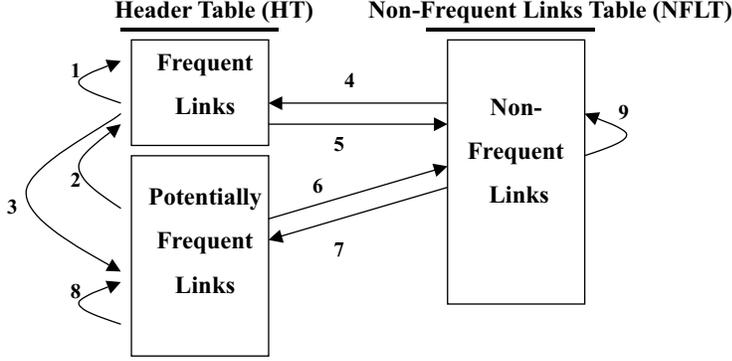 Header Table (HT)
Non-Frequent Links Table (NFLT)
Frequent
Links
1
4
Non-
Frequent
Links
9
5
2
3
Potentially
Frequent
Links
6
7
8